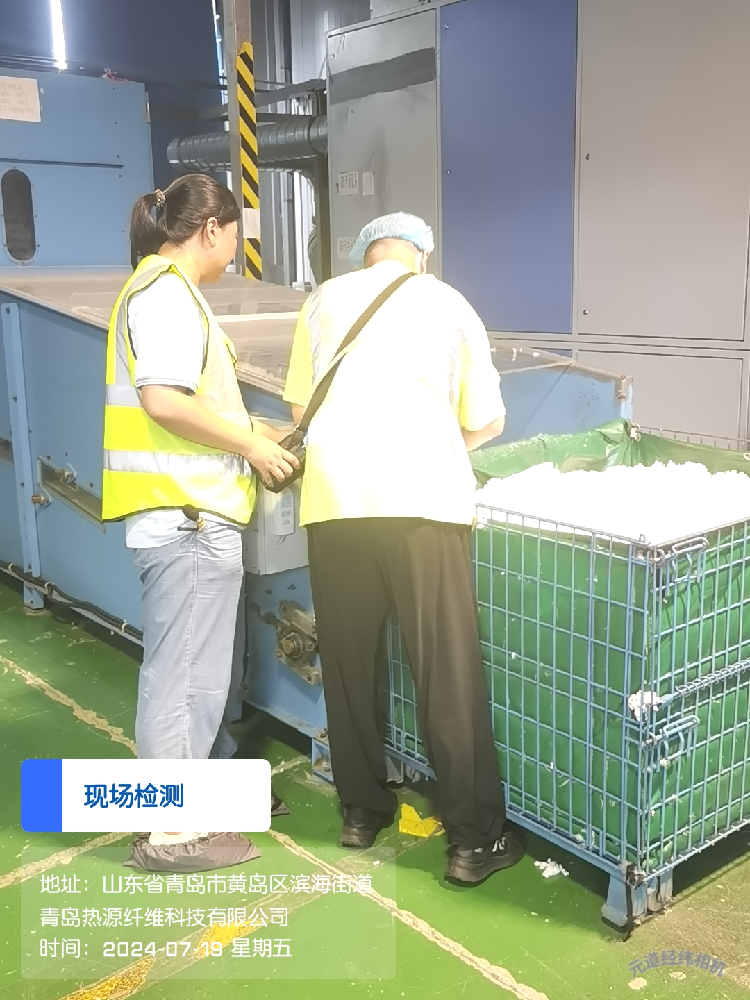 现场检测
地址：山东省青岛市黄岛区滨海街道
青岛热源纤维科技有限公司
时间：2024-07-19 星期五
元道经纬相机